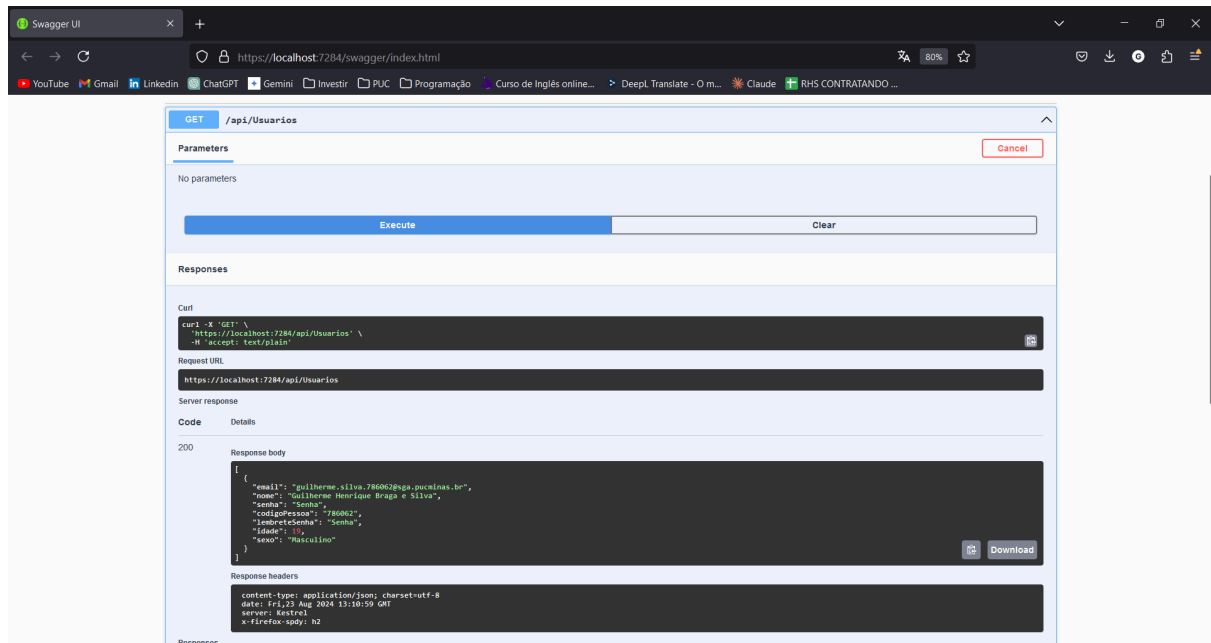 Swagger UI
https://localhost:7284/swagger/index.html
80%
YouTube Gmail Linkedin ChatGPT Gemini Investir PUC Programação Curso de Inglês online... DeepL Translate - O m... Claude RHS CONTRATANDO ...
GET /api/Usuarios
Parameters
Cancel
No parameters
Execute
Clear
Responses
Curl
curl -X 'GET' \
'https://localhost:7284/api/Usuarios' \
-H 'accept: text/plain'
Request URL
https://localhost:7284/api/Usuarios
Server response
Code Details
200
Response body
[
{
"email": "guilherme.silva.786062@sga.pucminas.br",
"nome": "Guilherme Henrique Braga e Silva",
"senha": "Senha",
"codigoPessoa": "786062",
"lembreteSenha": "Senha",
"idade": 19,
"sexo": "Masculino"
}
]
Download
Response headers
content-type: application/json; charset=utf-8
date: Fri,23 Aug 2024 13:10:59 GMT
server: Kestrel
x-firefox-spdy: h2
Responses